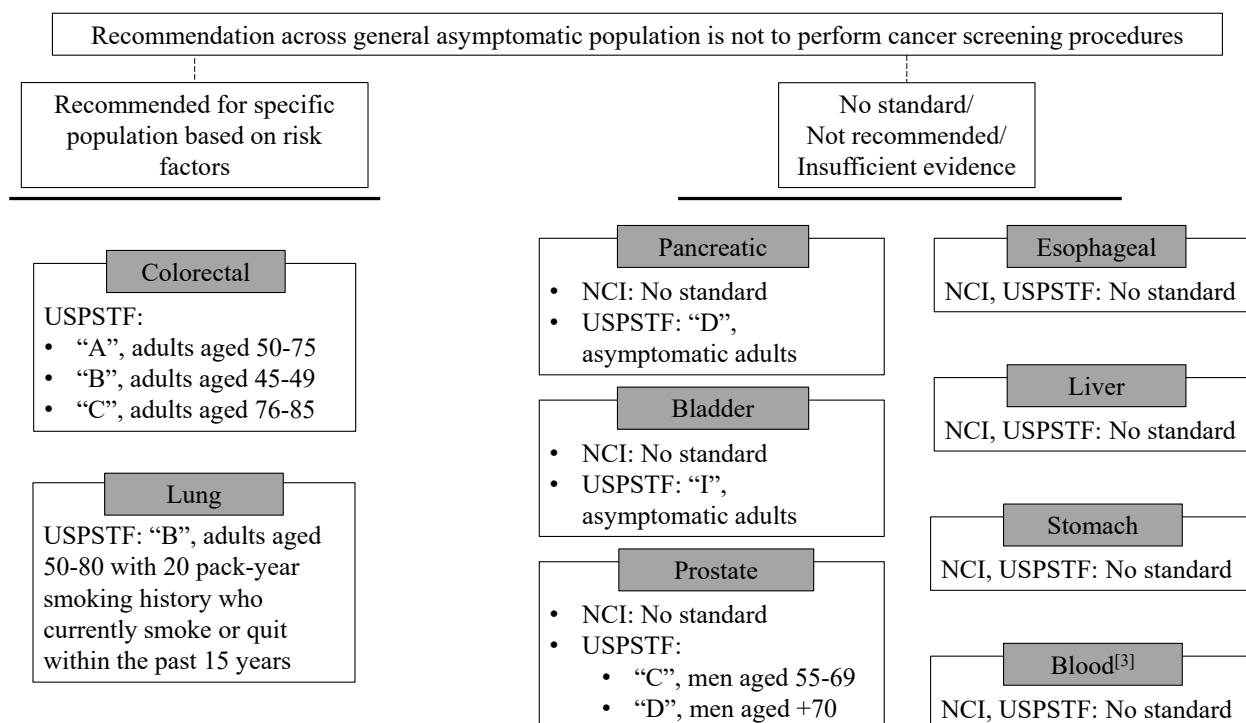 Recommendation across general asymptomatic population is not to perform cancer screening procedures
Recommended for specific
population based on risk
factors
No standard/
Not recommended/
Insufficient evidence
Colorectal
USPSTF:
• “A”, adults aged 50-75
• “B”, adults aged 45-49
• “C”, adults aged 76-85
Lung
USPSTF: “B”, adults aged
50-80 with 20 pack-year
smoking history who
currently smoke or quit
within the past 15 years
Pancreatic
• NCI: No standard
• USPSTF: “D”,
asymptomatic adults
Bladder
• NCI: No standard
• USPSTF: “I”,
asymptomatic adults
Prostate
• NCI: No standard
• USPSTF:
• “C”, men aged 55-69
• “D”, men aged +70
Esophageal
NCI, USPSTF: No standard
Liver
NCI, USPSTF: No standard
Stomach
NCI, USPSTF: No standard
Blood[3]
NCI, USPSTF: No standard